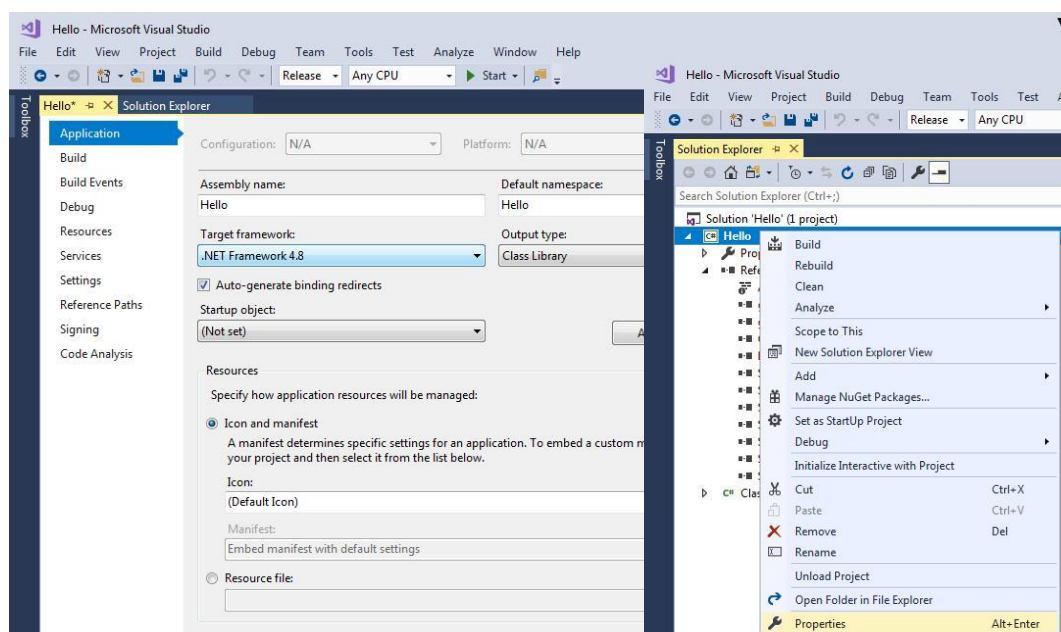 Hello - Microsoft Visual Studio
File Edit View Project Build Debug Team Tools Test Analyze Window Help
Release Any CPU Start
Toolbox
Hello* Solution Explorer
Application
Build
Build Events
Debug
Resources
Services
Settings
Reference Paths
Signing
Code Analysis
Configuration: N/A Platform: N/A
Assembly name: Default namespace:
Hello Hello
Target framework: Output type:
.NET Framework 4.8 Class Library
Auto-generate binding redirects
Startup object:
(Not set)
Resources
Specify how application resources will be managed:
Icon and manifest
A manifest determines specific settings for an application. To embed a custom m
your project and then select it from the list below.
Icon:
(Default Icon)
Manifest:
Embed manifest with default settings
Resource file:
Hello - Microsoft Visual Studio
File Edit View Project Build Debug Team Tools Test
Release Any CPU
Toolbox
Solution Explorer
Search Solution Explorer (Ctrl+;)
Solution 'Hello' (1 project)
C# Hello
Prop
Refe
C# Clas
Build
Rebuild
Clean
Analyze
Scope to This
New Solution Explorer View
Add
Manage NuGet Packages...
Set as StartUp Project
Debug
Initialize Interactive with Project
Cut Ctrl+X
Paste Ctrl+V
Remove Del
Rename
Unload Project
Open Folder in File Explorer
Properties Alt+Enter